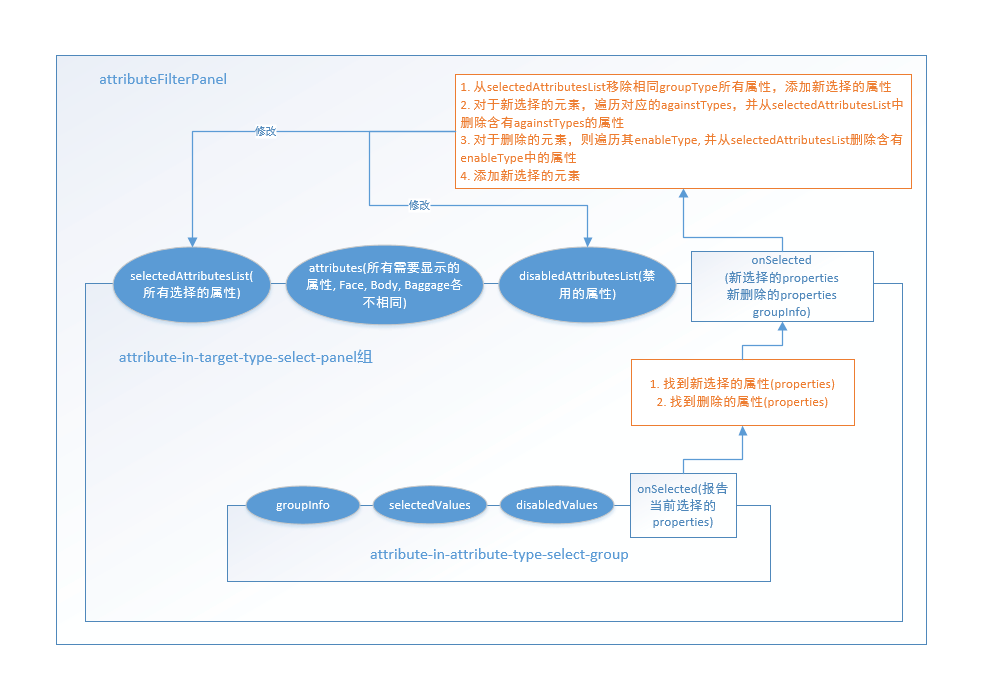 attributeFilterPanel
1. 从selectedAttributesList移除相同groupType所有属性，添加新选择的属性
2. 对于新选择的元素，遍历对应的againstTypes，并从selectedAttributesList中
删除含有againstTypes的属性
3. 对于删除的元素，则遍历其enableType, 并从selectedAttributesList删除含有
enableType中的属性
4. 添加新选择的元素
修改
修改
selectedAttributesList(
所有选择的属性)
attributes(所有需要显示的
属性, Face, Body, Baggage各
不相同)
disabledAttributesList(禁
用的属性)
onSelected
(新选择的properties
新删除的properties
groupInfo)
attribute-in-target-type-select-panel组
1. 找到新选择的属性(properties)
2. 找到删除的属性(properties)
groupInfo
selectedValues
disabledValues
onSelected(报告
当前选择的
properties)
attribute-in-attribute-type-select-group